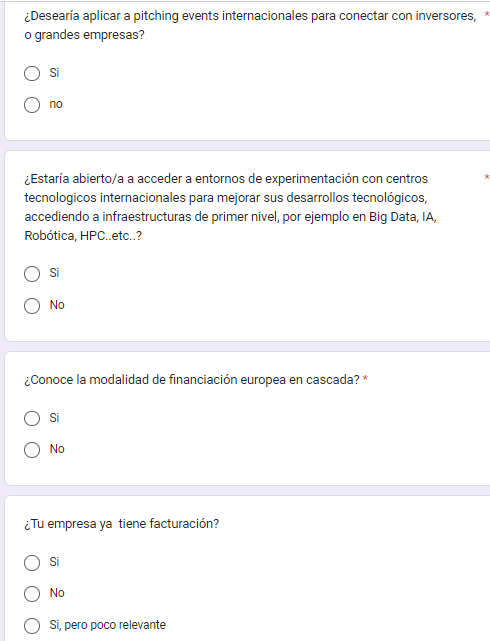 ¿Desearía aplicar a pitching events internacionales para conectar con inversores, *
o grandes empresas?
Si
no
¿Estaría abierto/a a acceder a entornos de experimentación con centros *
tecnologicos internacionales para mejorar sus desarrollos tecnológicos,
accediendo a infraestructuras de primer nivel, por ejemplo en Big Data, IA,
Robótica, HPC..etc..?
Si
No
¿Conoce la modalidad de financiación europea en cascada? *
Si
No
¿Tu empresa ya tiene facturación?
Si
No
Si, pero poco relevante